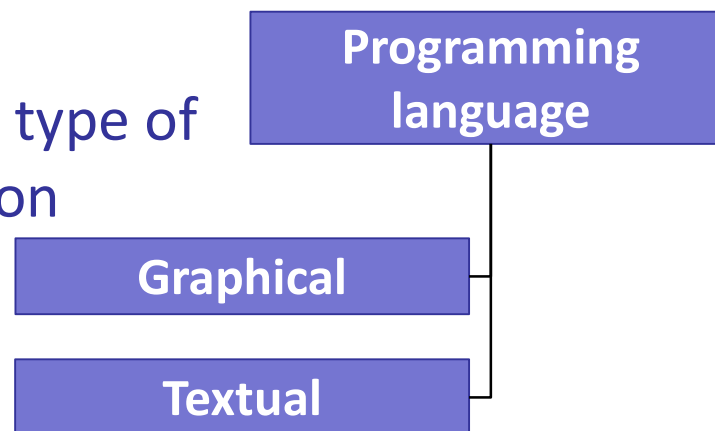 Programming
language
type of
on
Graphical
Textual